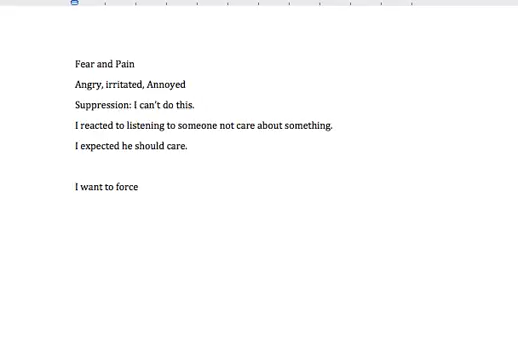 Fear and Pain
Angry, irritated, Annoyed
Suppression: I can't do this.
I reacted to listening to someone not care about something.
I expected he should care.
I want to force